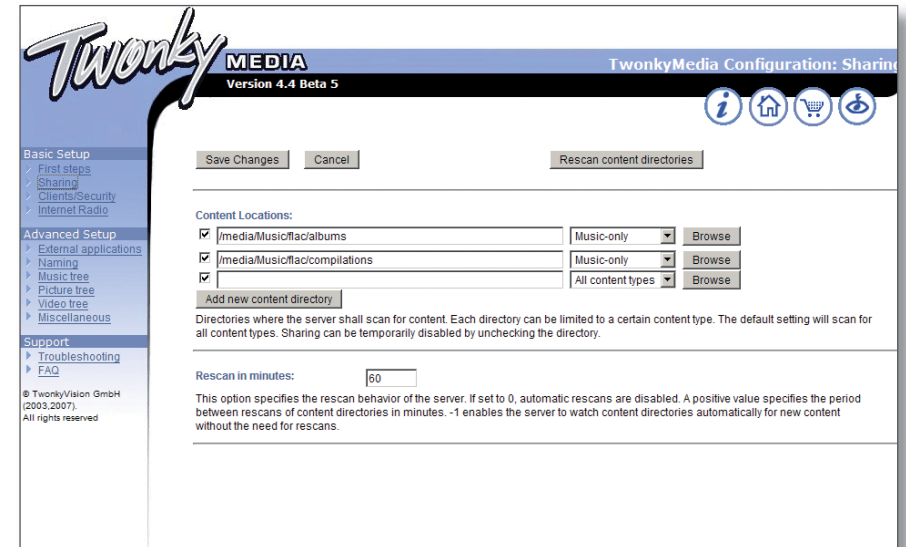 Twonky
MEDIA
Version 4.4 Beta 5
TwonkyMedia Configuration: Sharing
Basic Setup
First steps
Sharing
Clients/Security
Internet Radio
Advanced Setup
External applications
Naming
Music tree
Picture tree
Video tree
Miscellaneous
Support
Troubleshooting
FAQ
© TwonkyVision GmbH
(2003,2007).
All rights reserved
Save Changes Cancel Rescan content directories
Content Locations:
/media/Music/flac/albums Music-only Browse
/media/Music/flac/compilations Music-only Browse
All content types Browse
Add new content directory
Directories where the server shall scan for content. Each directory can be limited to a certain content type. The default setting will scan for
all content types. Sharing can be temporarily disabled by unchecking the directory.
Rescan in minutes: 60
This option specifies the rescan behavior of the server. If set to 0, automatic rescans are disabled. A positive value specifies the period
between rescans of content directories in minutes. -1 enables the server to watch content directories automatically for new content
without the need for rescans.